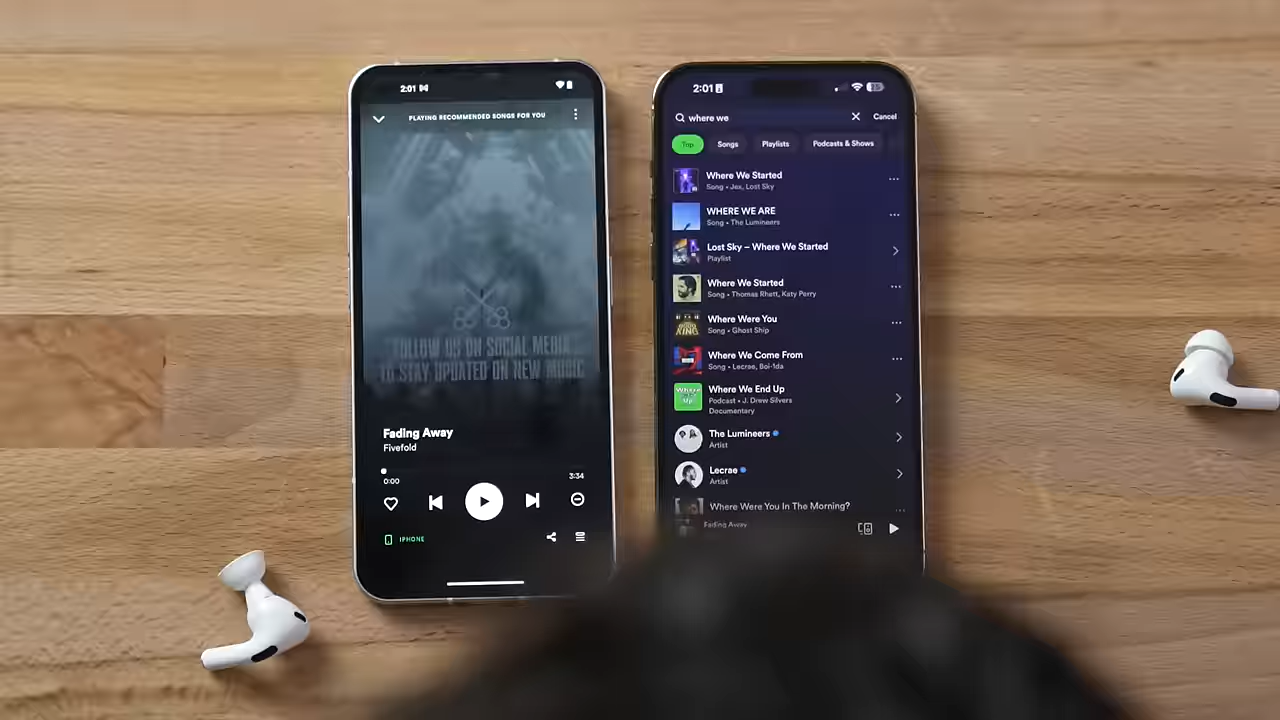 2:01
PLAYING RECOMMENDED SONGS FOR YOU
FOLLOW US ON SOCIAL MEDIA
TO STAY UPDATED ON NEW MUSIC
Fading Away
Fivefold
0:00
3:34
IPHONE
2:01
where we
Cancel
Top
Songs
Playlists
Podcasts & Shows
Where We Started
Song • Jex, Lost Sky
WHERE WE ARE
Song • The Lumineers
Lost Sky – Where We Started
Playlist
Where We Started
Song • Thomas Rhett, Katy Perry
Where Were You
Song • Ghost Ship
Where We Come From
Song • Lecrae, Boi-1da
Where We End Up
Podcast • J. Drew Silvers
Documentary
The Lumineers
Artist
Lecrae
Artist
Where Were You In The Morning?
Fading Away